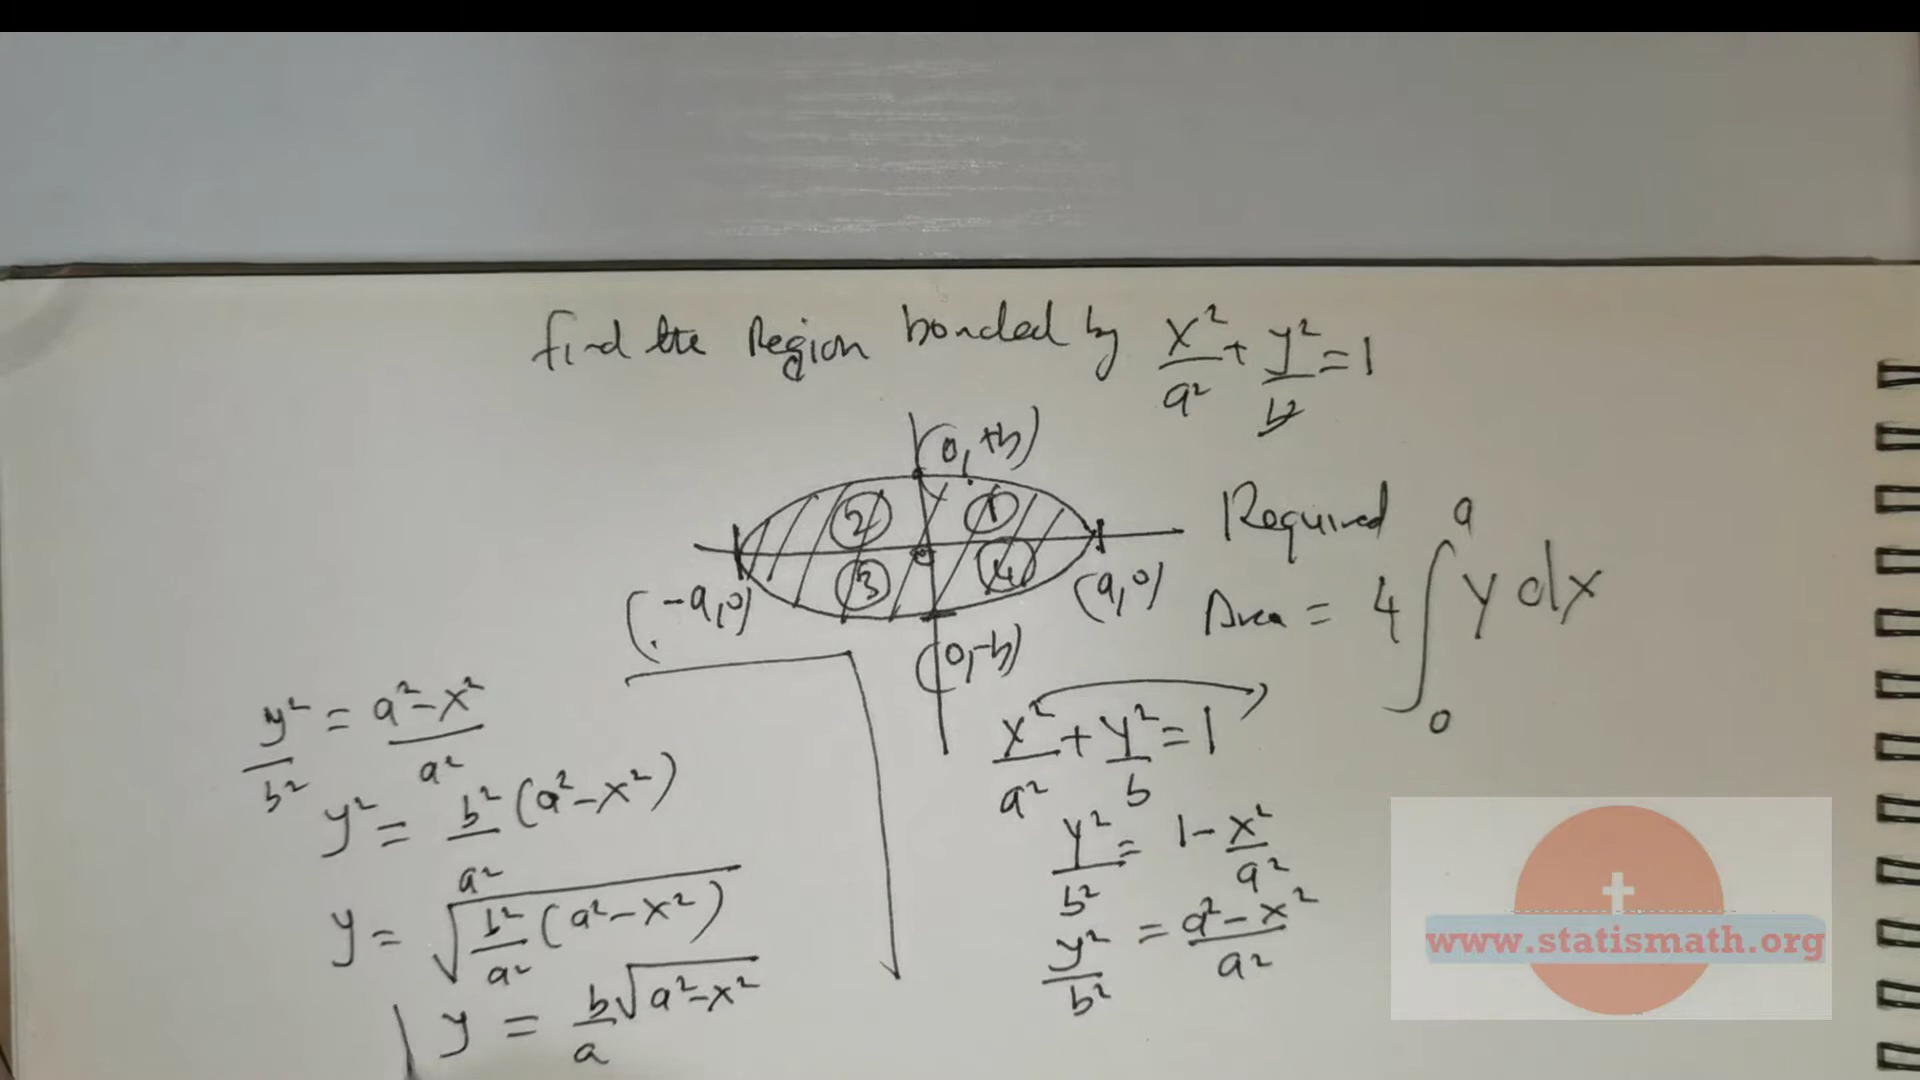 find the Region bonded by x²/a² + y²/b² = 1
(0, +b)
2 1
3 4
(-a, 0)
(a, 0)
(0, -b)
Required
Area = 4 ∫₀ᵃ y dx
x²/a² + y²/b = 1
y²/b² = 1 - x²/a²
y²/b² = a² - x²/a²
y²/b² = a² - x²/a²
y² = b²/a² (a² - x²)
y = √(b²/a² (a² - x²))
y = b/a √(a² - x²)
www.statismath.org